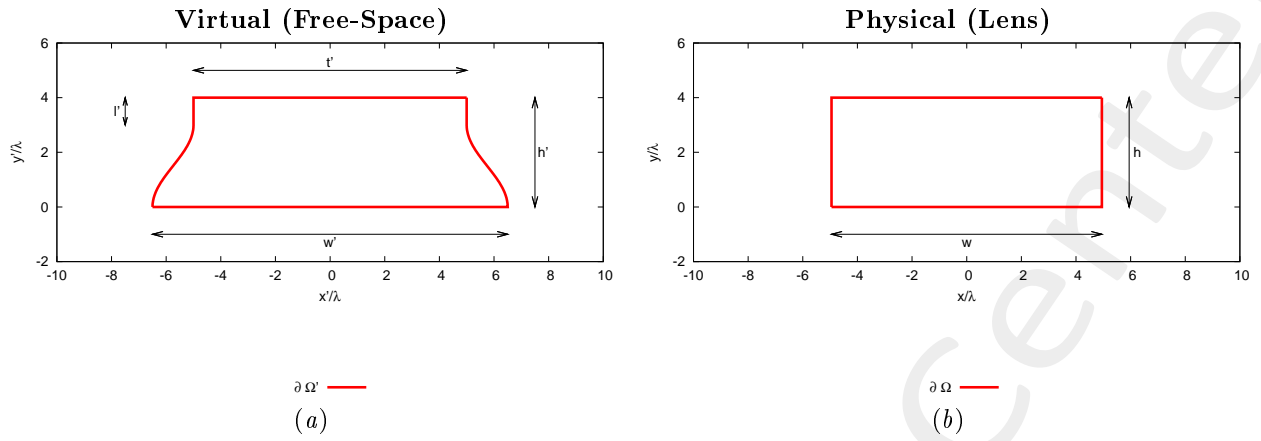 Virtual (Free-Space)
6
4
2
0
-2
-10
-8
-6
-4
-2
0
2
4
6
8
10
y'/λ
x'/λ
t'
l'
h'
w'
∂ Ω'
(a)
Physical (Lens)
6
4
2
0
-2
-10
-8
-6
-4
-2
0
2
4
6
8
10
y/λ
x/λ
h
w
∂ Ω
(b)
Cente